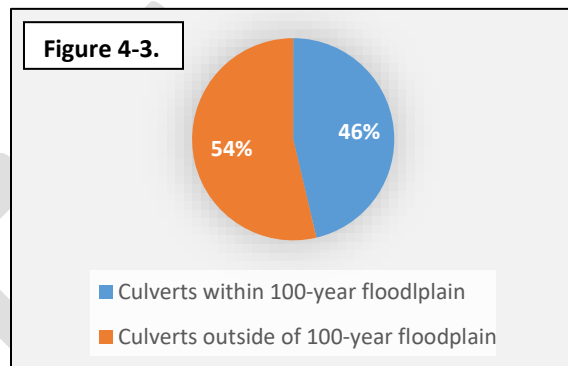 Figure 4-3.
46%
54%
Culverts within 100-year floodlplain
Culverts outside of 100-year floodplain